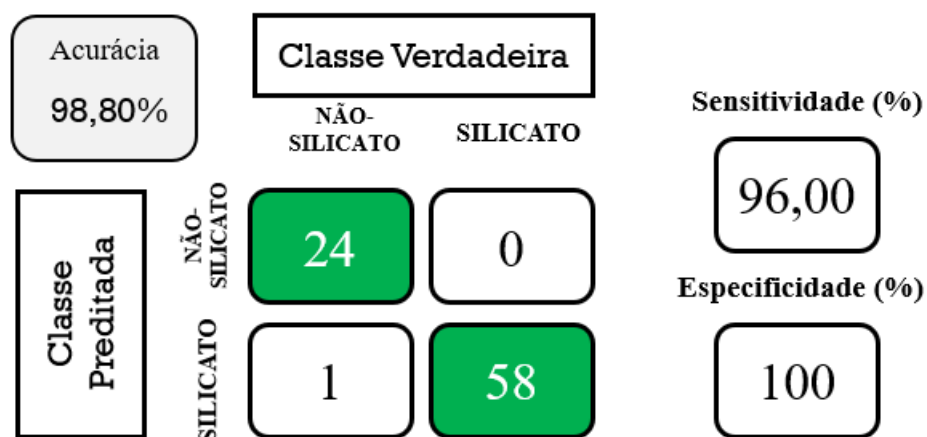 Acurácia
98,80%
Classe Verdadeira
NÃO-
SILICATO
SILICATO
Sensitividade (%)
96,00
Especificidade (%)
100
Classe
Preditada
NÃO-
SILICATO
24
0
SILICATO
1
58